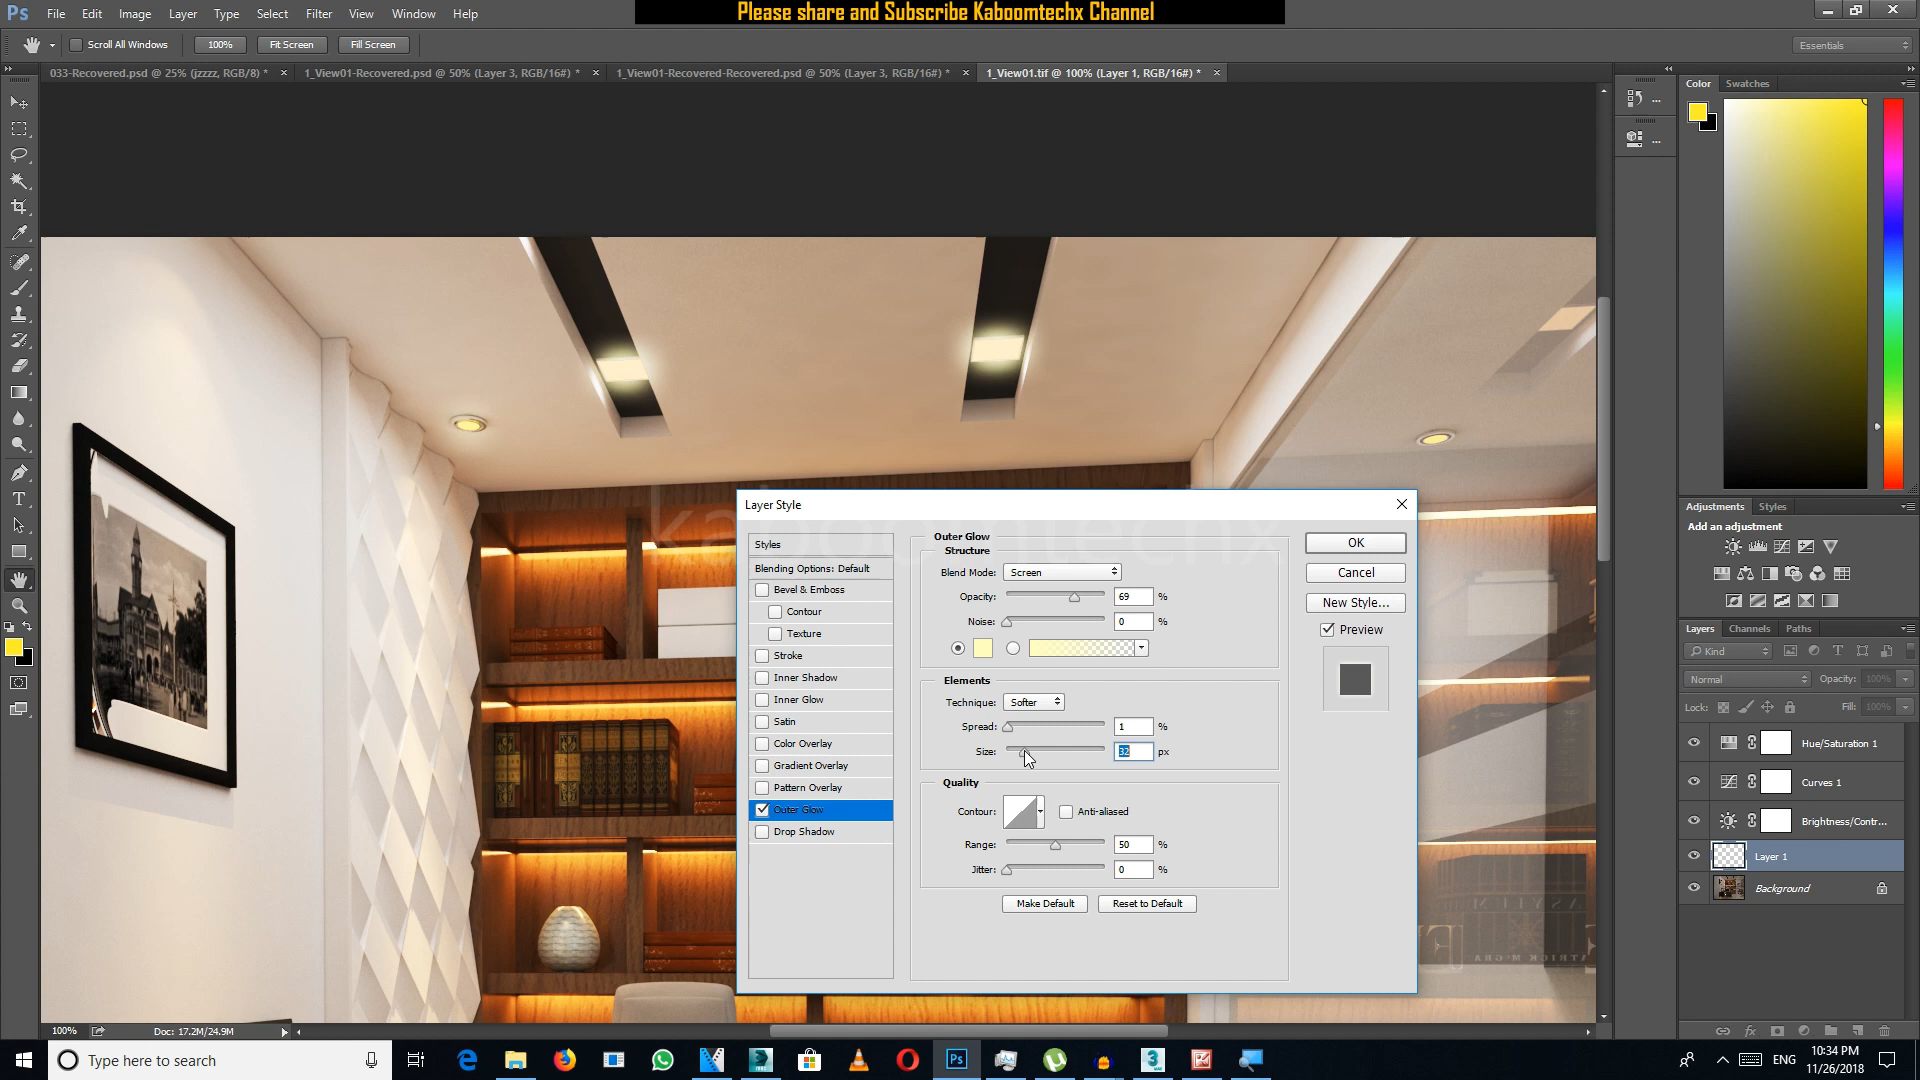 Please share and Subscribe Kaboomtechx Channel
Ps File Edit Image Layer Type Select Filter View Window Help
Scroll All Windows 100% Fit Screen Fill Screen Essentials
033-Recovered.psd @ 25% (jzzzz, RGB/8) * 1_View01-Recovered.psd @ 50% (Layer 3, RGB/16#) * 1_View01-Recovered-Recovered.psd @ 50% (Layer 3, RGB/16#) * 1_View01.tif @ 100% (Layer 1, RGB/16#) *
Color Swatches
kaboomtechx
Layer Style
Styles
Blending Options: Default
Bevel & Emboss
Contour
Texture
Stroke
Inner Shadow
Inner Glow
Satin
Color Overlay
Gradient Overlay
Pattern Overlay
Outer Glow
Drop Shadow
Outer Glow
Structure
Blend Mode: Screen
Opacity: 69 %
Noise: 0 %
Elements
Technique: Softer
Spread: 1 %
Size: 32 px
Quality
Contour: Anti-aliased
Range: 50 %
Jitter: 0 %
Make Default Reset to Default
OK
Cancel
New Style...
Preview
Adjustments Styles
Add an adjustment
Layers Channels Paths
Kind
Normal Opacity: 100%
Lock: Fill: 100%
Hue/Saturation 1
Curves 1
Brightness/Contr...
Layer 1
Background
100% Doc: 17.2M/24.9M
Type here to search
Ps
ENG
10:34 PM
11/26/2018